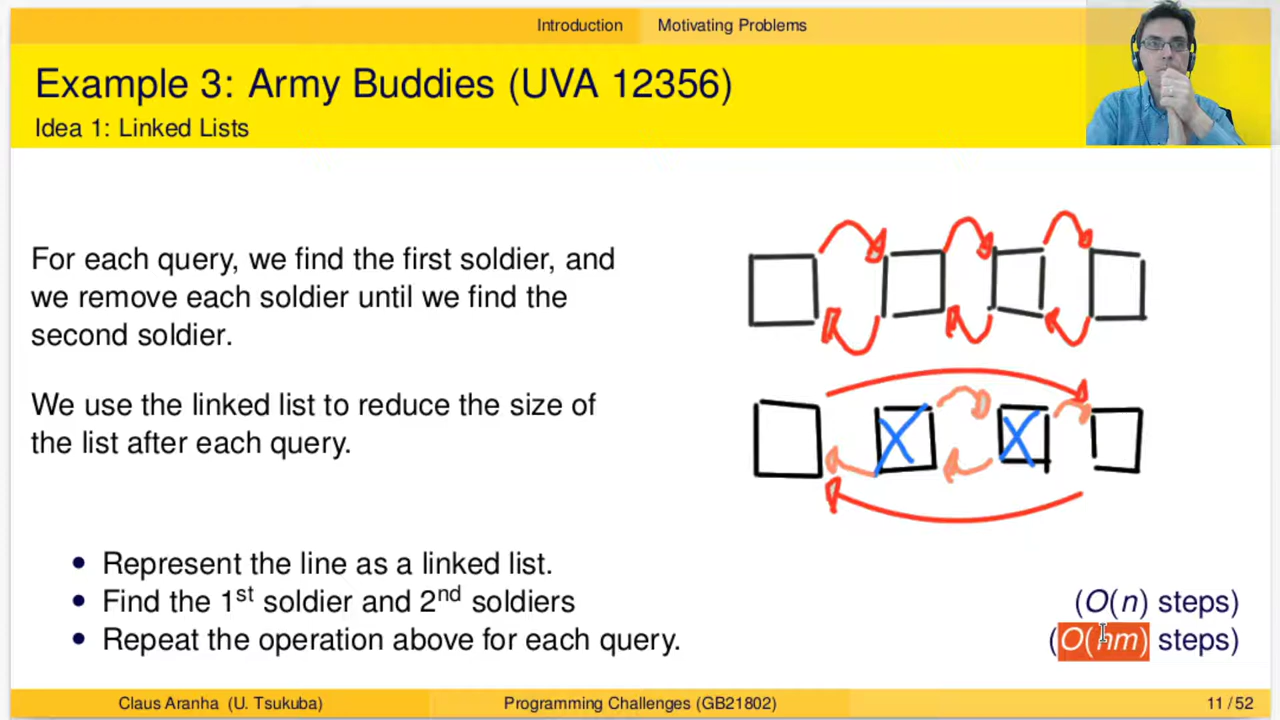 Introduction Motivating Problems
Example 3: Army Buddies (UVA 12356)
Idea 1: Linked Lists
For each query, we find the first soldier, and
we remove each soldier until we find the
second soldier.
We use the linked list to reduce the size of
the list after each query.
• Represent the line as a linked list.
• Find the 1st soldier and 2nd soldiers (O(n) steps)
• Repeat the operation above for each query. (O(nm) steps)
Claus Aranha (U. Tsukuba) Programming Challenges (GB21802) 11 / 52